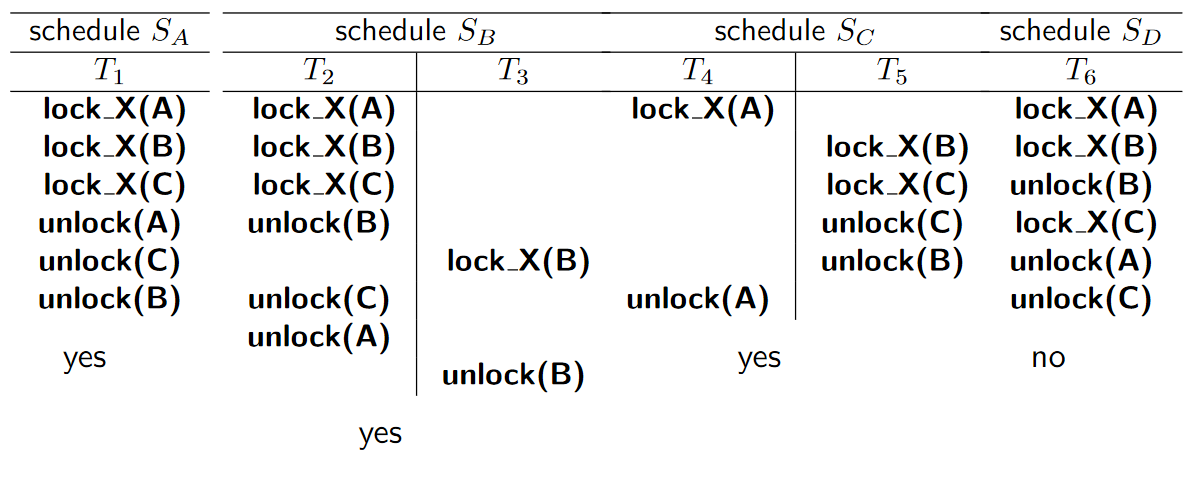 schedule S_A schedule S_B schedule S_C schedule S_D
T_1 T_2 T_3 T_4 T_5 T_6
lock_X(A) lock_X(A) lock_X(A) lock_X(A)
lock_X(B) lock_X(B) lock_X(B) lock_X(B)
lock_X(C) lock_X(C) lock_X(C) unlock(B)
unlock(A) unlock(B) unlock(C) lock_X(C)
unlock(C) lock_X(B) unlock(B) unlock(A)
unlock(B) unlock(C) unlock(A) unlock(C)
unlock(A)
yes yes no
unlock(B)
yes